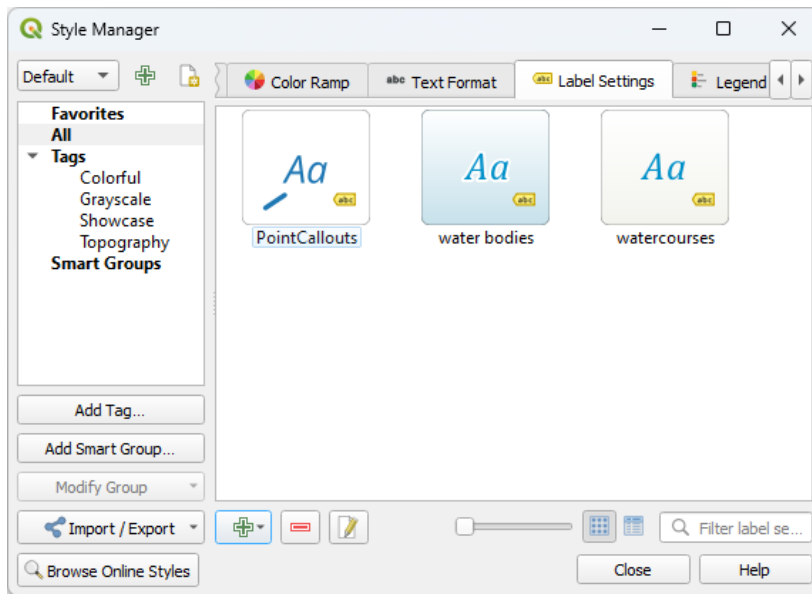 Style Manager
Default
Color Ramp
abc Text Format
abc Label Settings
Legend
Favorites
All
Tags
Colorful
Grayscale
Showcase
Topography
Smart Groups
Aa
abc
PointCallouts
Aa
abc
water bodies
Aa
abc
watercourses
Add Tag...
Add Smart Group...
Modify Group
Import / Export
Browse Online Styles
Filter label se...
Close
Help